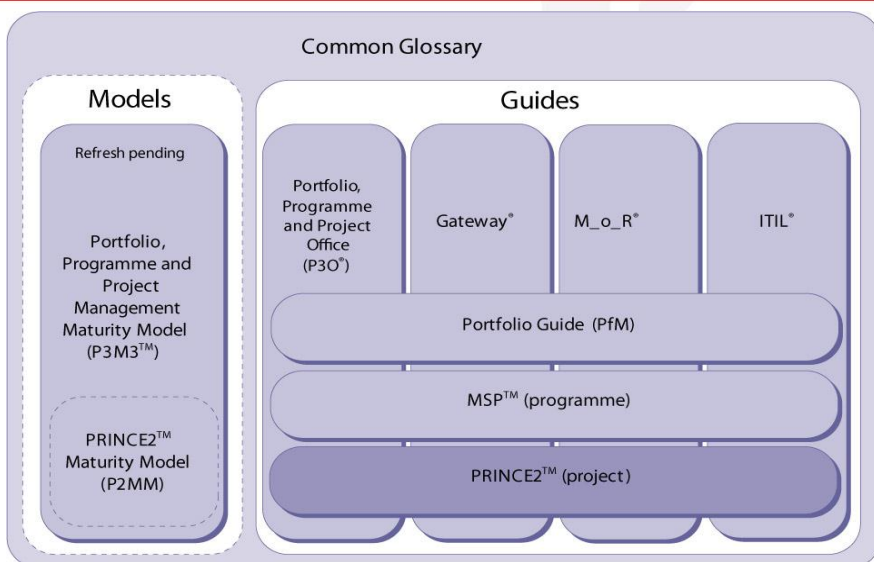 Common Glossary
Models
Refresh pending
Portfolio,
Programme and
Project
Management
Maturity Model
(P3M3™)
PRINCE2™
Maturity Model
(P2MM)
Guides
Portfolio,
Programme
and Project
Office
(P3O®)
Gateway®
M_o_R®
ITIL®
Portfolio Guide (PfM)
MSP™ (programme)
PRINCE2™ (project)